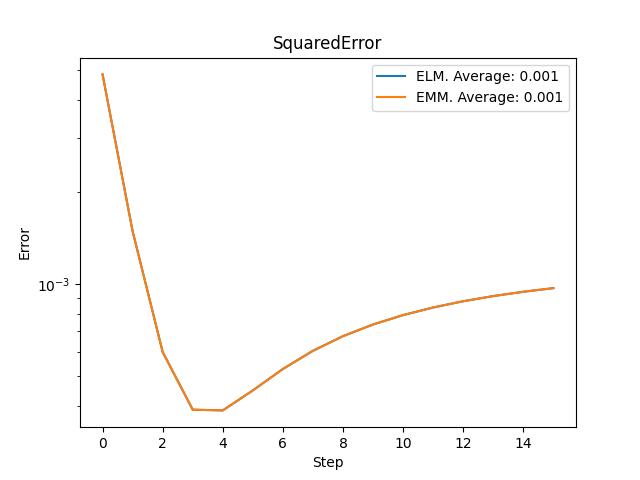 SquaredError
ELM. Average: 0.001
EMM. Average: 0.001
Error
10⁻³
0 2 4 6 8 10 12 14
Step